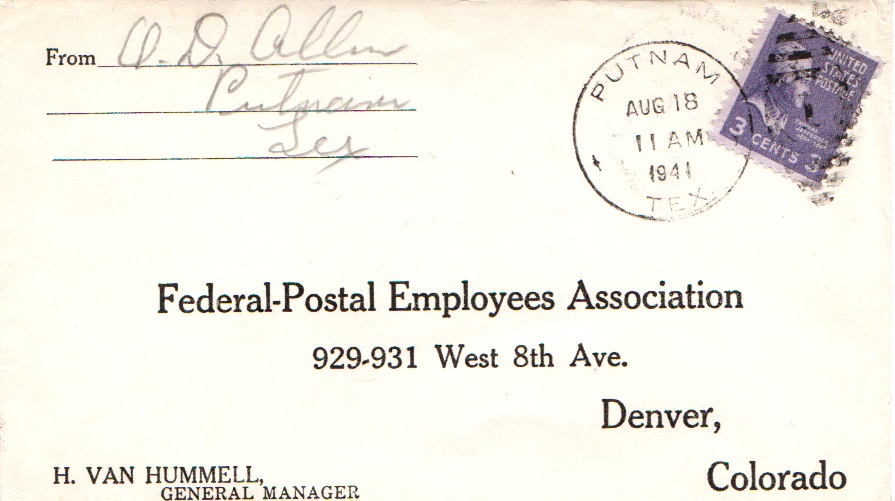 From O. D. Allen
Putnam
Tex
PUTNAM
AUG 18
11 AM
1941
TEX.
UNITED
STATES
POSTAGE
3 CENTS 3
Federal-Postal Employees Association
929-931 West 8th Ave.
Denver,
Colorado
H. VAN HUMMELL,
GENERAL MANAGER